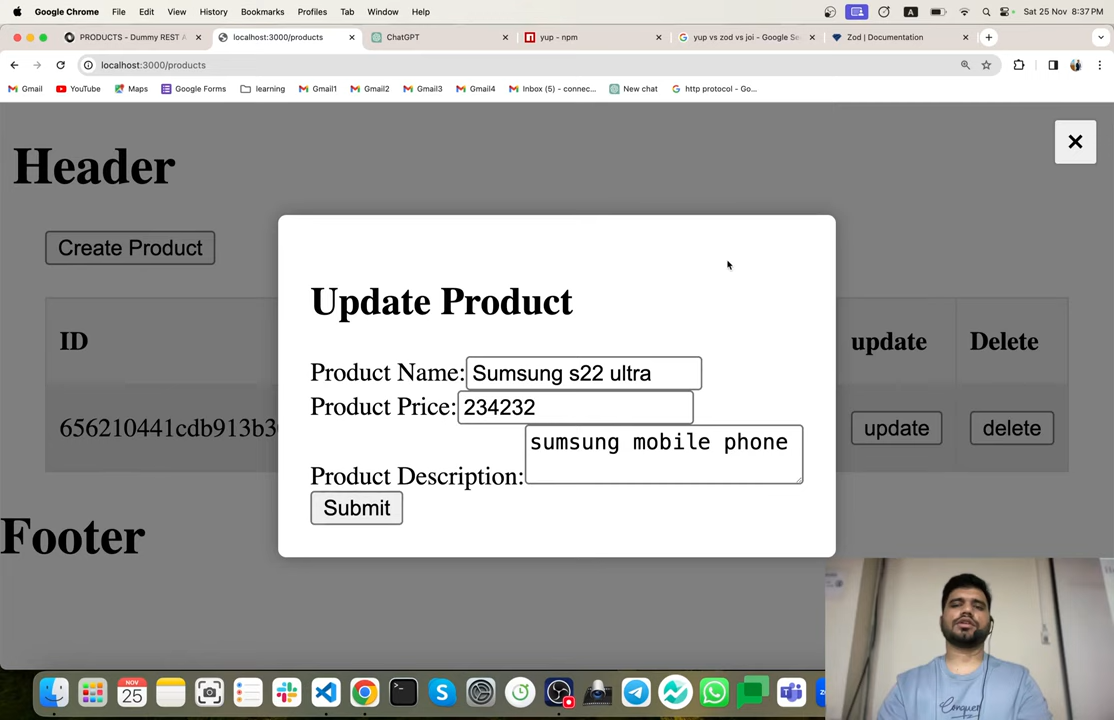 Google Chrome File Edit View History Bookmarks Profiles Tab Window Help A Sat 25 Nov 8:37 PM
PRODUCTS - Dummy REST A localhost:3000/products ChatGPT yup - npm yup vs zod vs joi - Google Se Zod | Documentation
localhost:3000/products
Gmail YouTube Maps Google Forms learning Gmail1 Gmail2 Gmail3 Gmail4 Inbox (5) - connec... New chat http protocol - Go...
Header
Create Product
Update Product
ID update Delete
Product Name: Sumsung s22 ultra
Product Price: 234232
656210441cdb913b3 update delete
sumsung mobile phone
Product Description:
Submit
Footer
Conquer
NOV
25